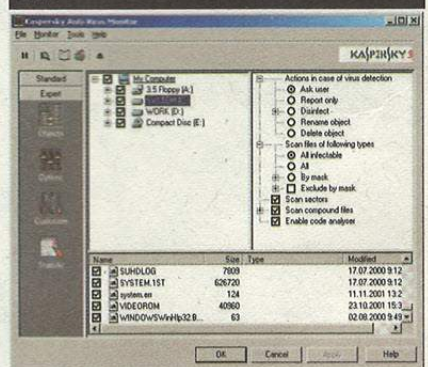 Kaspersky Anti-Virus Monitor
File Monitor Tools Help
KASPERSKY
Standard
Expert
Objects
Options
Customize
Statistic
My Computer
3.5 Floppy (A:)
WORK (D:)
Compact Disc (E:)
Actions in case of virus detection
Ask user
Report only
Disinfect
Rename object
Delete object
Scan files of following types
All infectable
All
By mask
Exclude by mask
Scan sectors
Scan compound files
Enable code analyser
Name Size Type Modified
SUHDLOG 7809 17.07.2000 9:12
SYSTEM.1ST 626720 17.07.2000 9:12
system.en 124 11.11.2001 13:2
VIDEOROM 40960 23.10.2001 15:3
WINDOWSWinHlp32.B... 63 02.08.2000 9:49
OK Cancel Apply Help